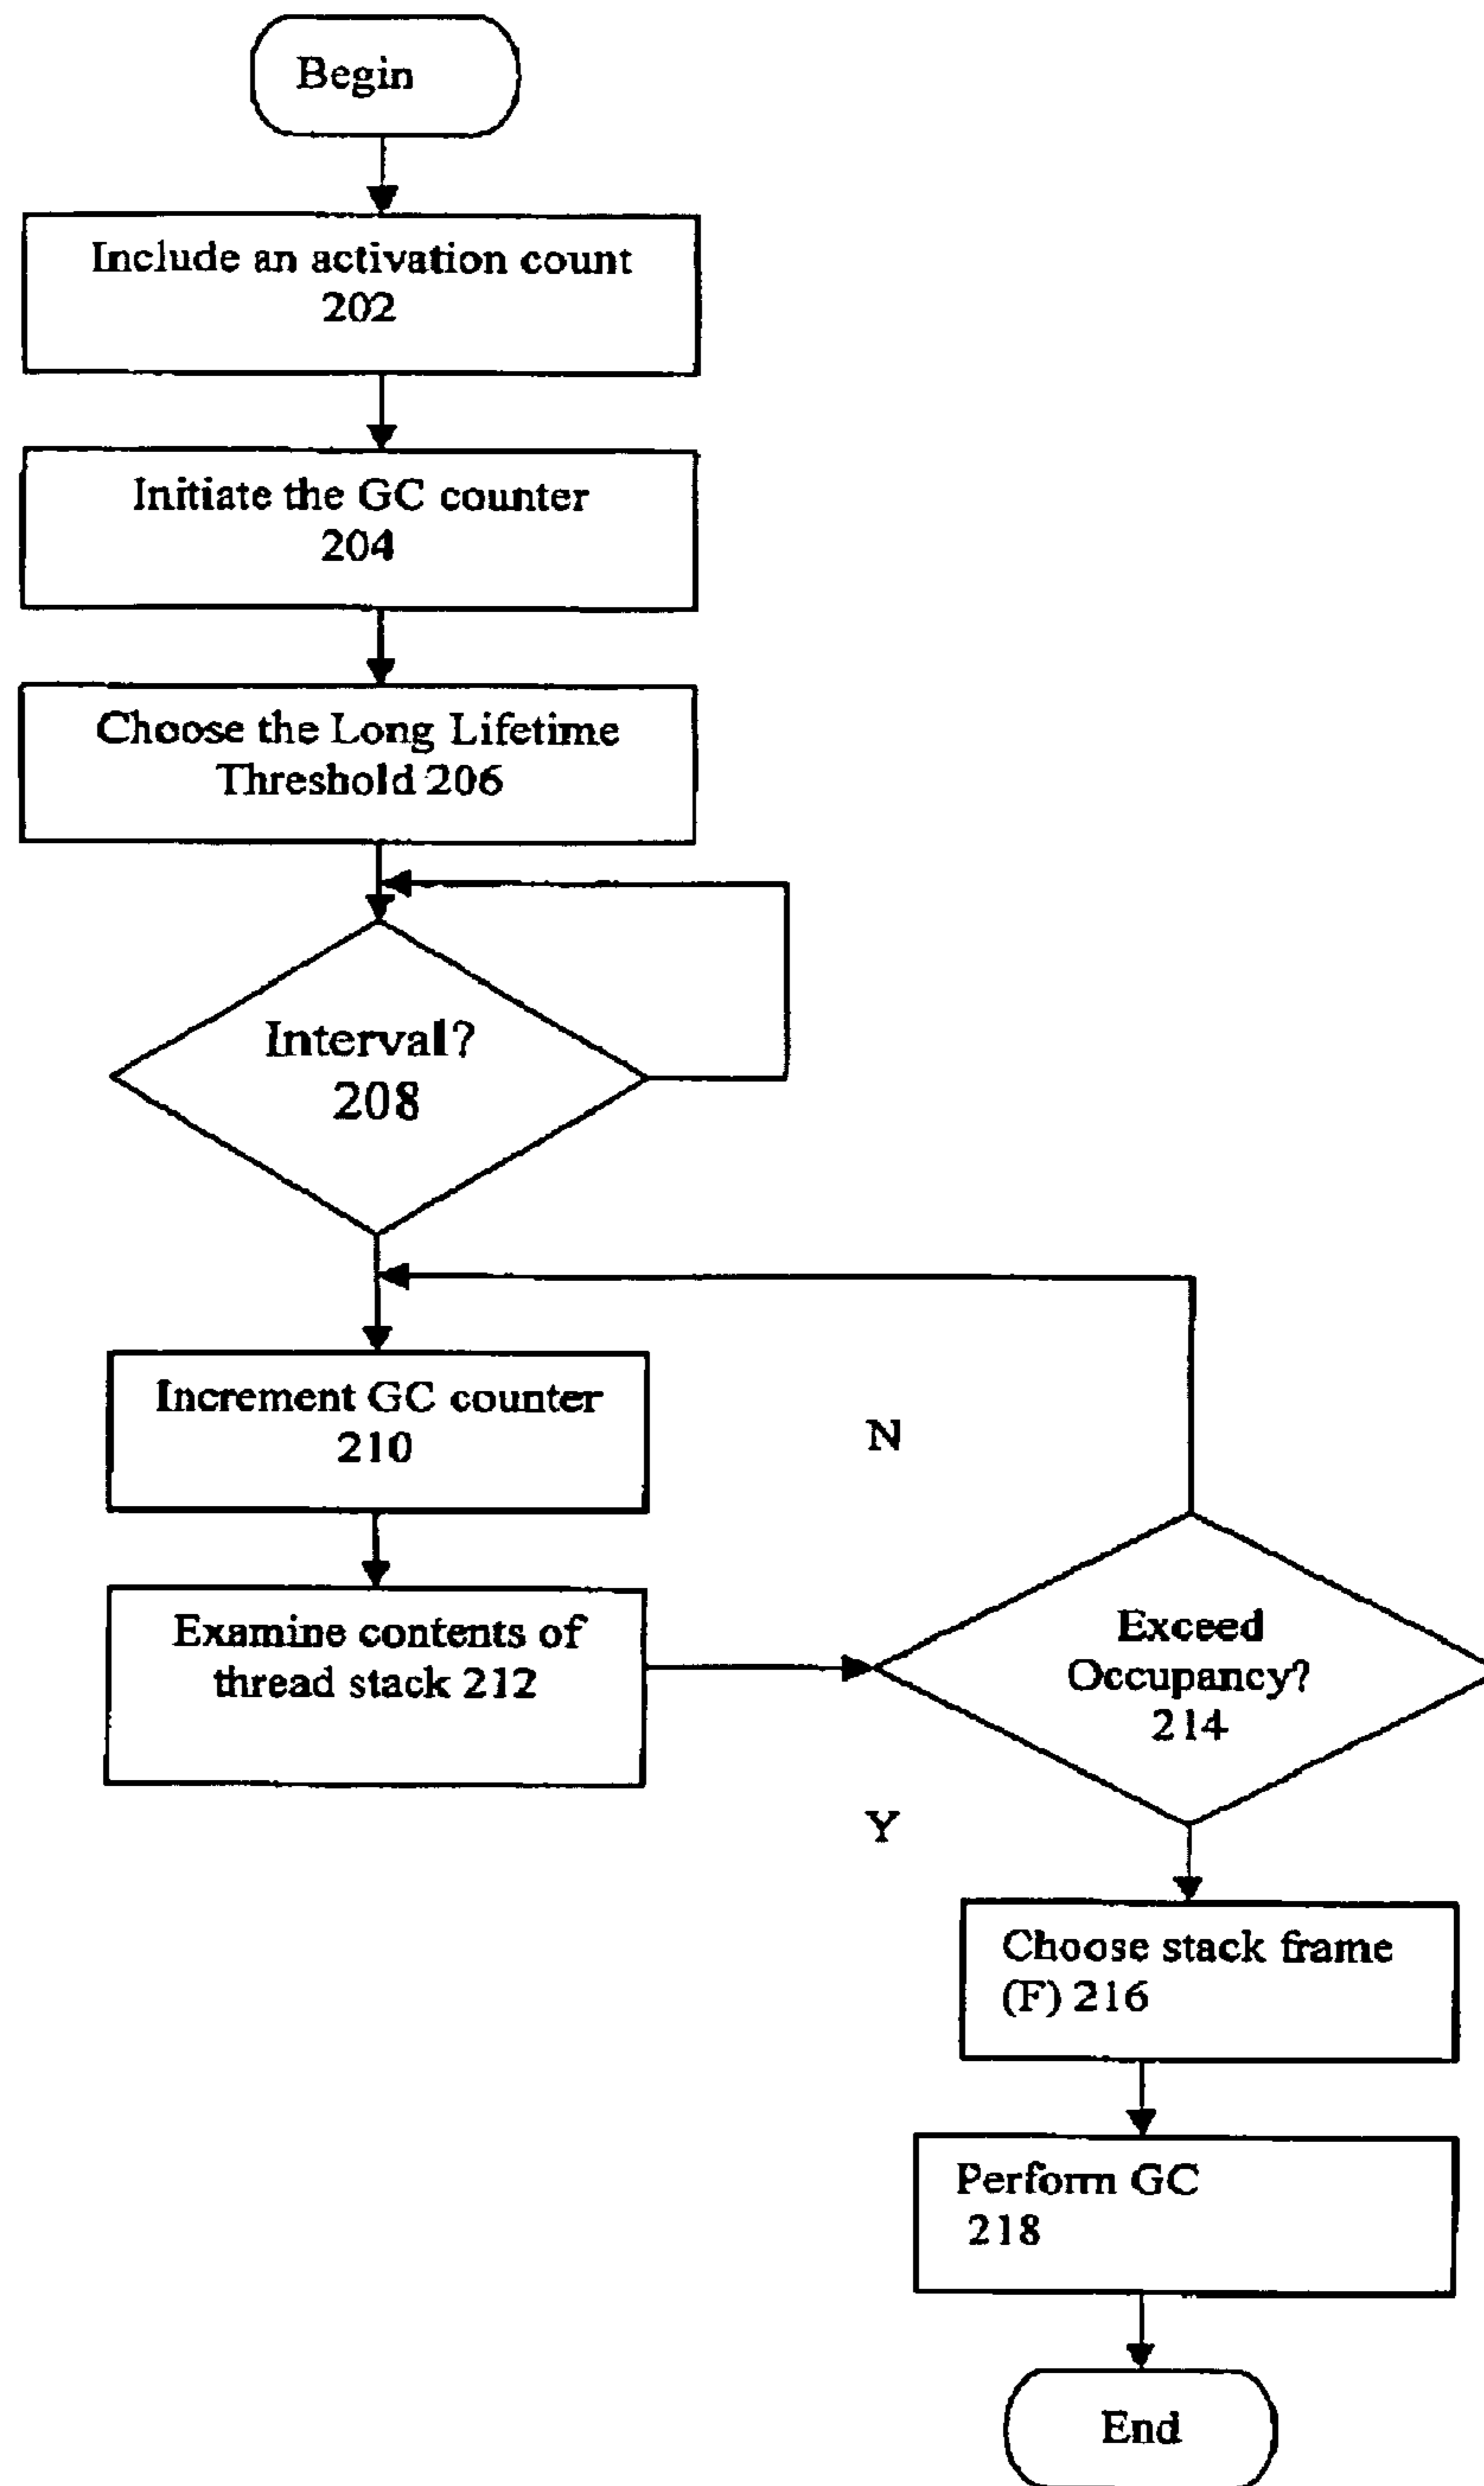 Begin
Include an activation count
202
Initiate the GC counter
204
Choose the Long Lifetime
Threshold 206
Interval?
208
Increment GC counter
210
N
Examine contents of
thread stack 212
Exceed
Occupancy?
214
Y
Choose stack frame
(F) 216
Perform GC
218
End